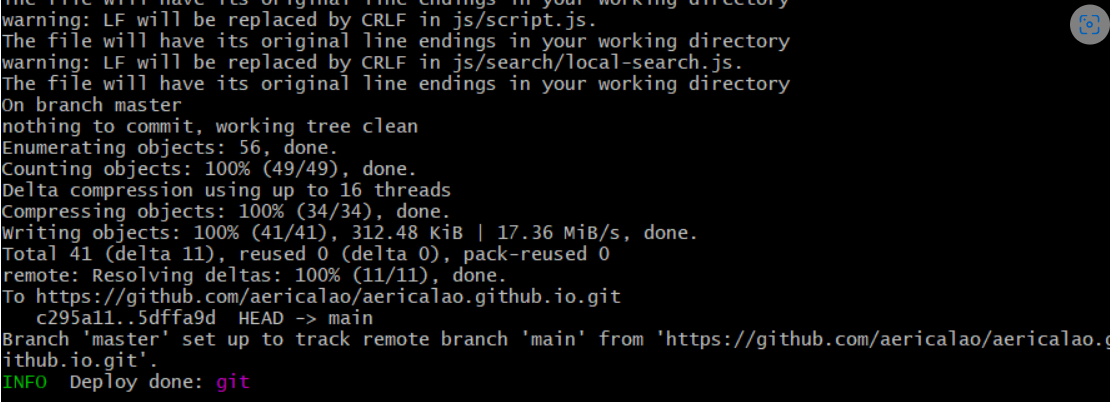 The file will have its original line endings in your working directory
warning: LF will be replaced by CRLF in js/script.js.
The file will have its original line endings in your working directory
warning: LF will be replaced by CRLF in js/search/local-search.js.
The file will have its original line endings in your working directory
On branch master
nothing to commit, working tree clean
Enumerating objects: 56, done.
Counting objects: 100% (49/49), done.
Delta compression using up to 16 threads
Compressing objects: 100% (34/34), done.
Writing objects: 100% (41/41), 312.48 KiB | 17.36 MiB/s, done.
Total 41 (delta 11), reused 0 (delta 0), pack-reused 0
remote: Resolving deltas: 100% (11/11), done.
To https://github.com/aericalao/aericalao.github.io.git
   c295a11..5dffa9d  HEAD -> main
Branch 'master' set up to track remote branch 'main' from 'https://github.com/aericalao/aericalao.g
ithub.io.git'.
INFO  Deploy done: git